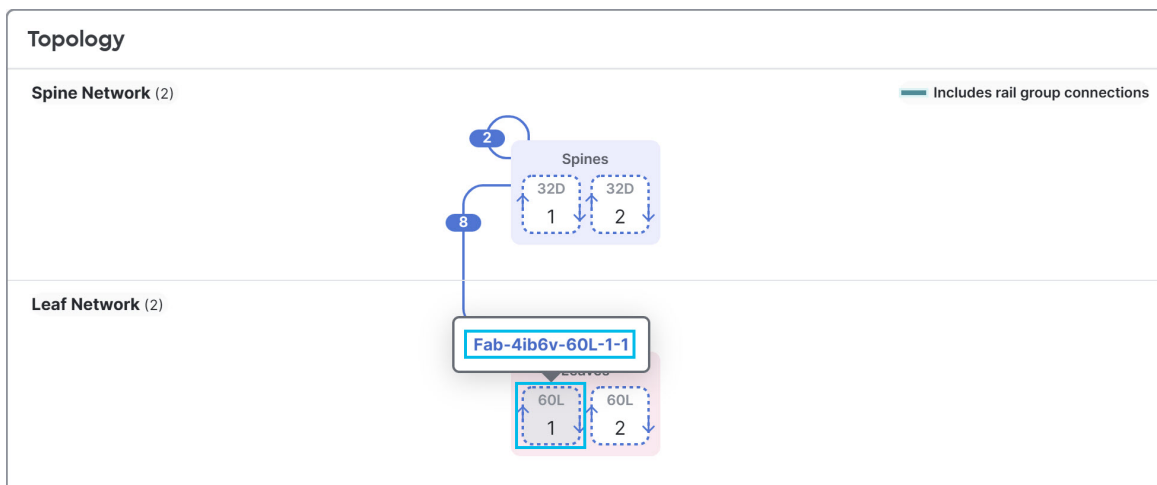 Topology
Spine Network (2)
Includes rail group connections
2
Spines
32D 32D
1 2
8
Leaf Network (2)
Fab-4ib6v-60L-1-1
Leaves
60L 60L
1 2